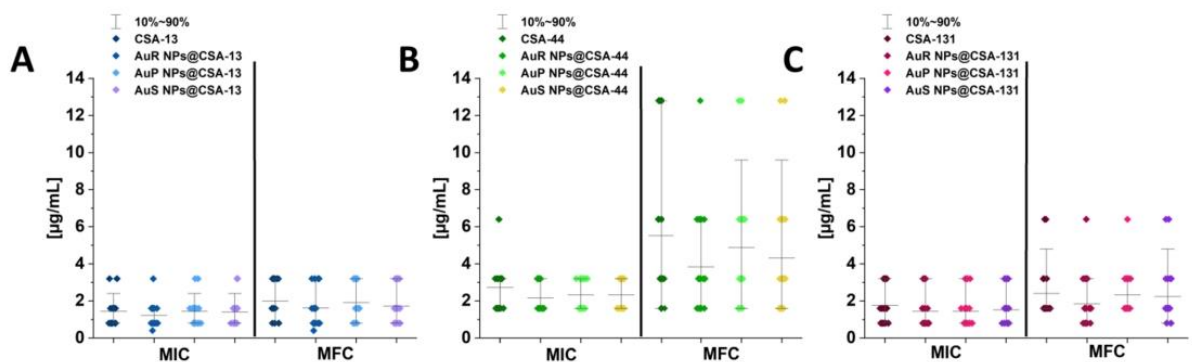 A
10%~90%
CSA-13
AuR NPs@CSA-13
AuP NPs@CSA-13
AuS NPs@CSA-13
[µg/mL]
14
12
10
8
6
4
2
0
MIC
MFC
B
10%~90%
CSA-44
AuR NPs@CSA-44
AuP NPs@CSA-44
AuS NPs@CSA-44
[µg/mL]
14
12
10
8
6
4
2
0
MIC
MFC
C
10%~90%
CSA-131
AuR NPs@CSA-131
AuP NPs@CSA-131
AuS NPs@CSA-131
[µg/mL]
14
12
10
8
6
4
2
0
MIC
MFC